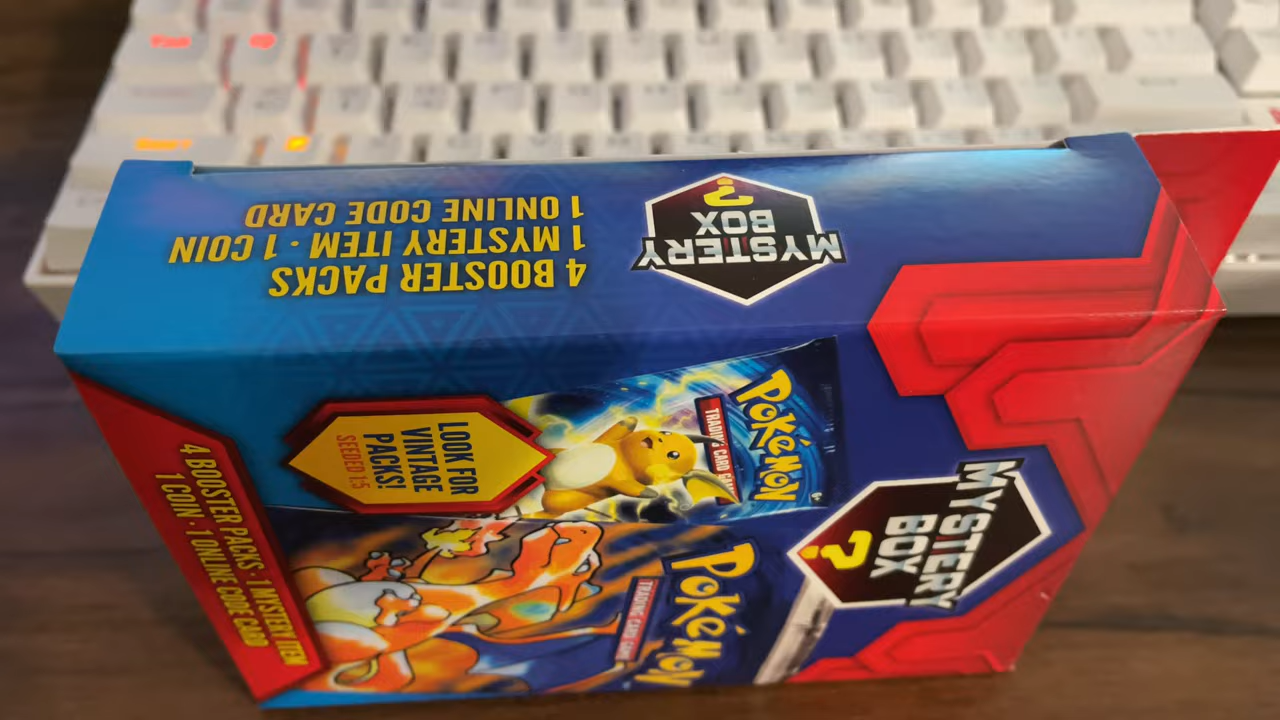 4 BOOSTER PACKS
1 MYSTERY ITEM · 1 COIN
1 ONLINE CODE CARD
MYSTERY
BOX
?
MYSTERY
BOX
?
POKéMON
TRADING CARD GAME
LOOK FOR
VINTAGE
PACKS!
SEEDED 1:5
POKéMON
TRADING CARD GAME
4 BOOSTER PACKS · 1 MYSTERY ITEM
1 COIN · 1 ONLINE CODE CARD